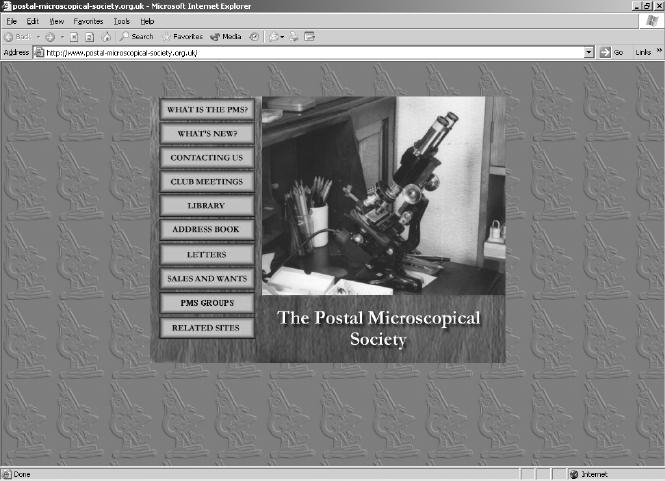 postal-microscopical-society.org.uk - Microsoft Internet Explorer
File Edit View Favorites Tools Help
Back Search Favorites Media
Address http://www.postal-microscopical-society.org.uk/ Go Links »
WHAT IS THE PMS?
WHAT'S NEW?
CONTACTING US
CLUB MEETINGS
LIBRARY
ADDRESS BOOK
LETTERS
SALES AND WANTS
PMS GROUPS
RELATED SITES
The Postal Microscopical
Society
Done Internet